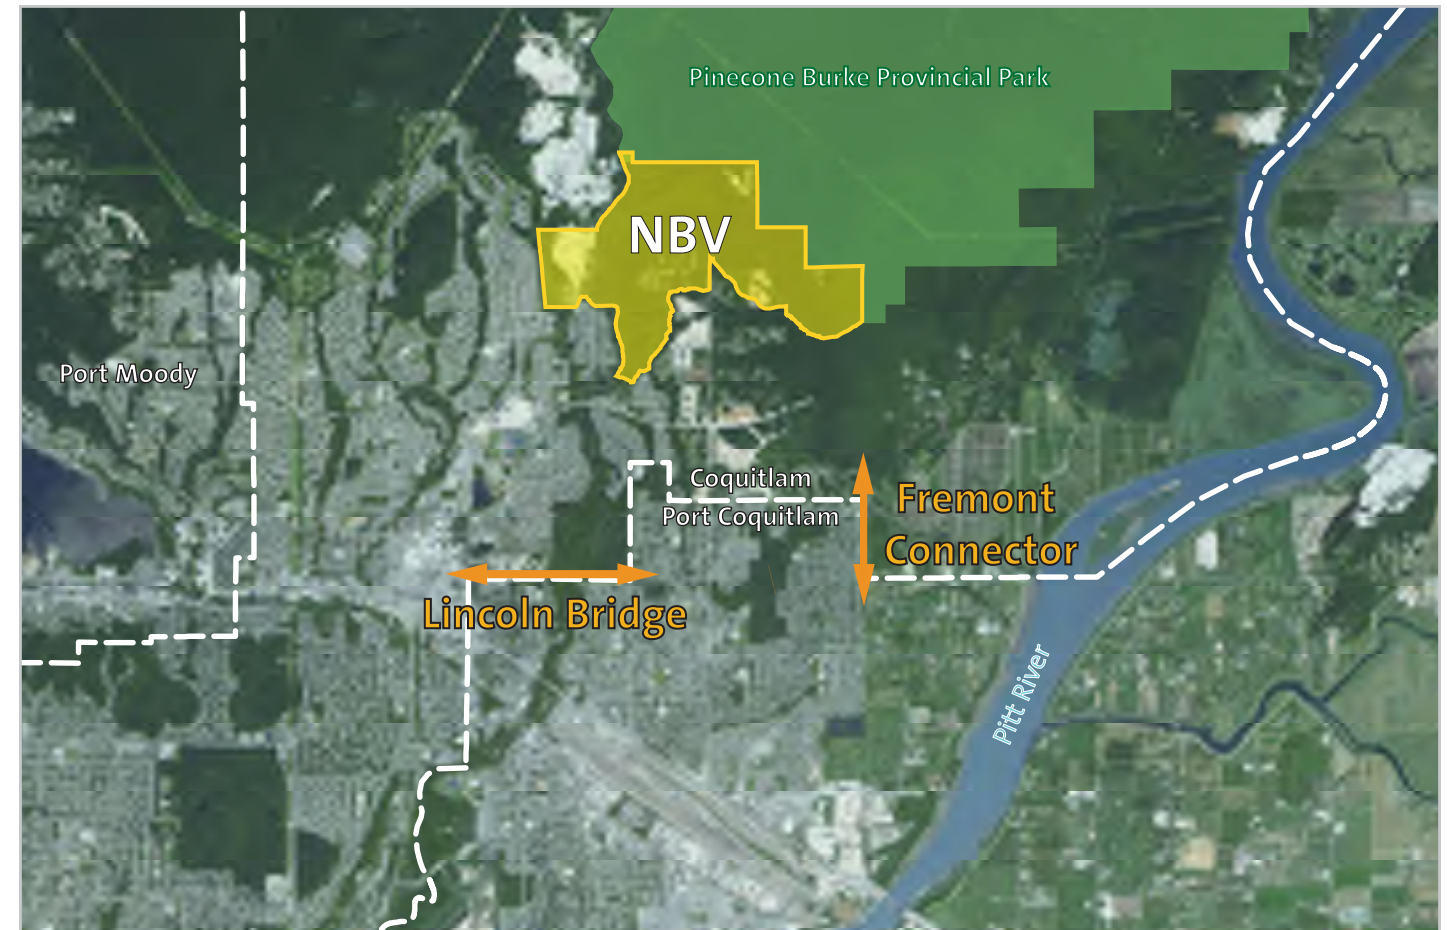 Pinecone Burke Provincial Park
NBV
Port Moody
Coquitlam
Port Coquitlam
Fremont
Connector
Lincoln Bridge
Pitt River